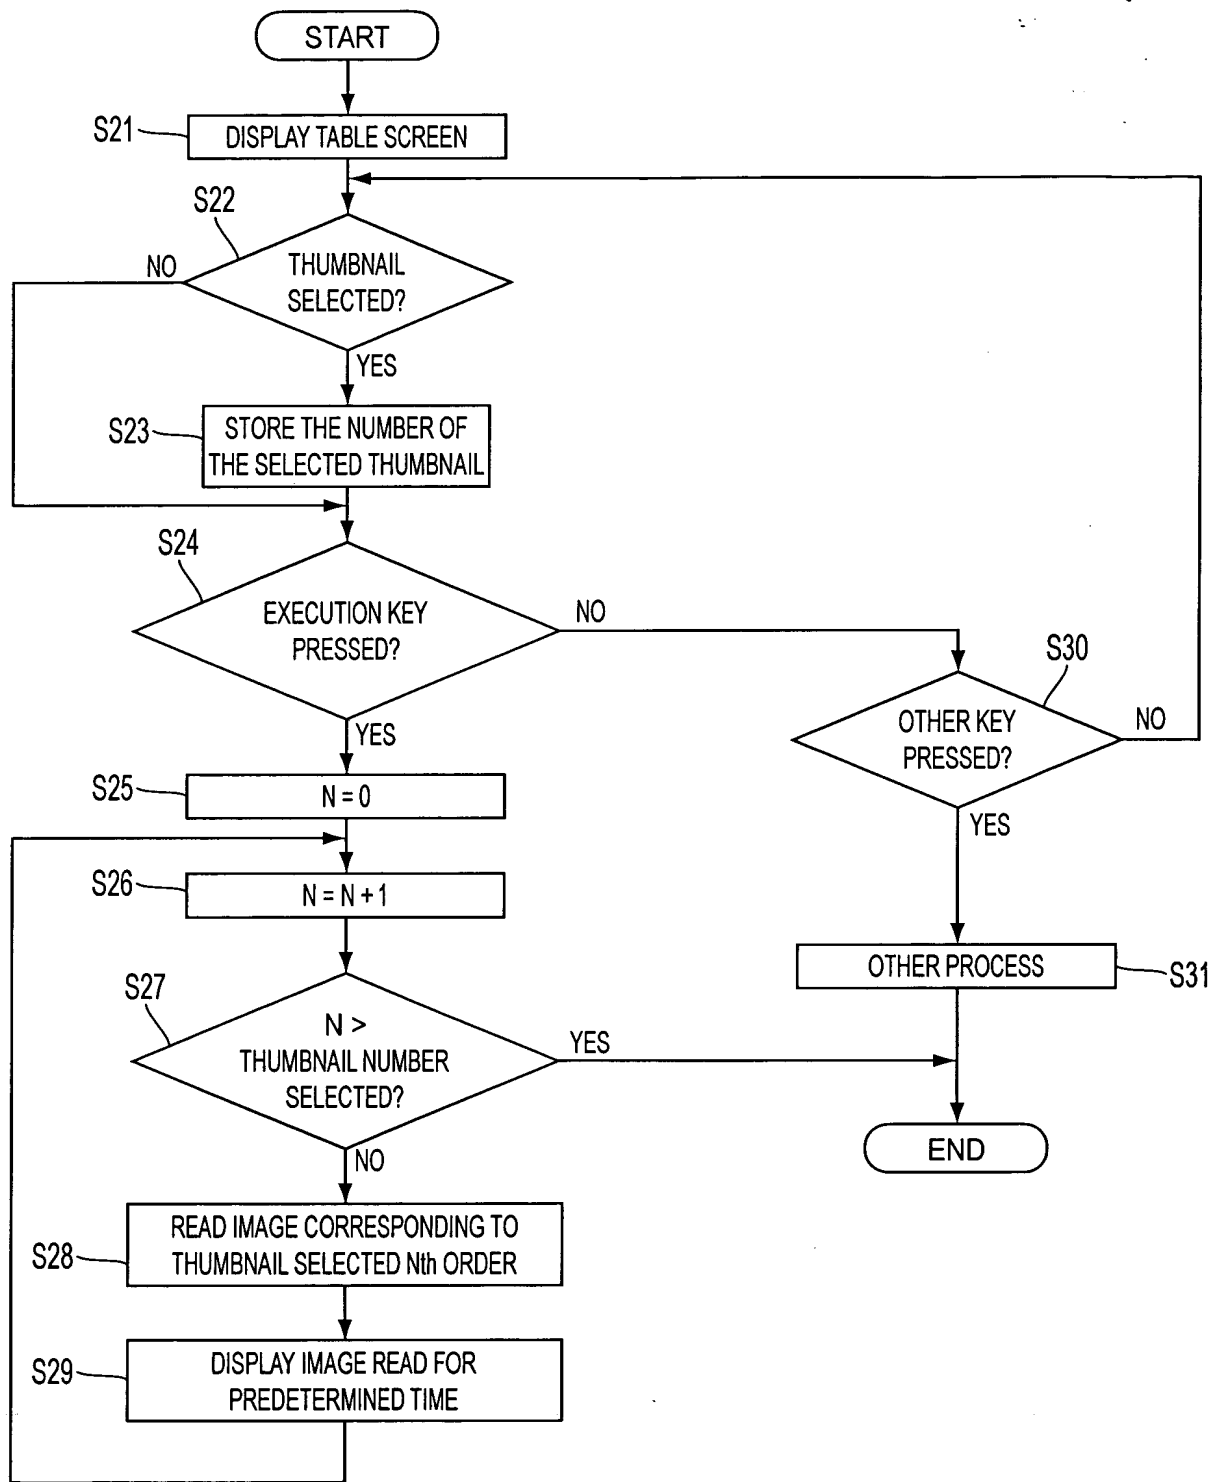 START
S21
DISPLAY TABLE SCREEN
S22
NO
THUMBNAIL
SELECTED?
YES
S23
STORE THE NUMBER OF
THE SELECTED THUMBNAIL
S24
EXECUTION KEY
PRESSED?
NO
YES
S30
OTHER KEY
PRESSED?
NO
YES
S25
N = 0
S26
N = N + 1
OTHER PROCESS
S31
S27
N >
THUMBNAIL NUMBER
SELECTED?
YES
NO
END
S28
READ IMAGE CORRESPONDING TO
THUMBNAIL SELECTED Nth ORDER
S29
DISPLAY IMAGE READ FOR
PREDETERMINED TIME